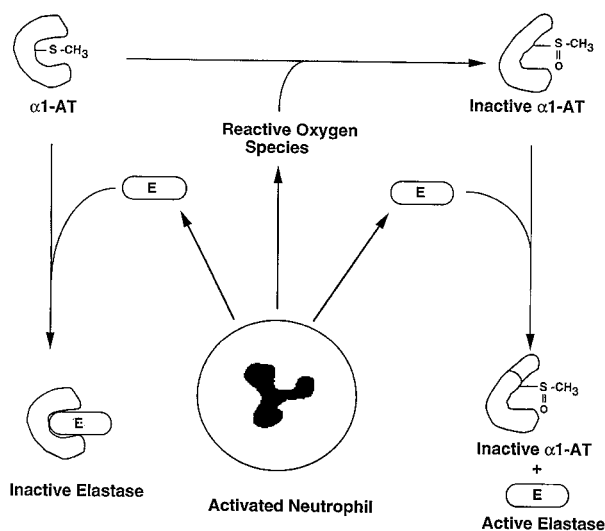 S-CH3
S-CH3
O
α1-AT
Inactive α1-AT
Reactive Oxygen
Species
E
E
E
S-CH3
O
Inactive α1-AT
+
E
Inactive Elastase
Activated Neutrophil
Active Elastase